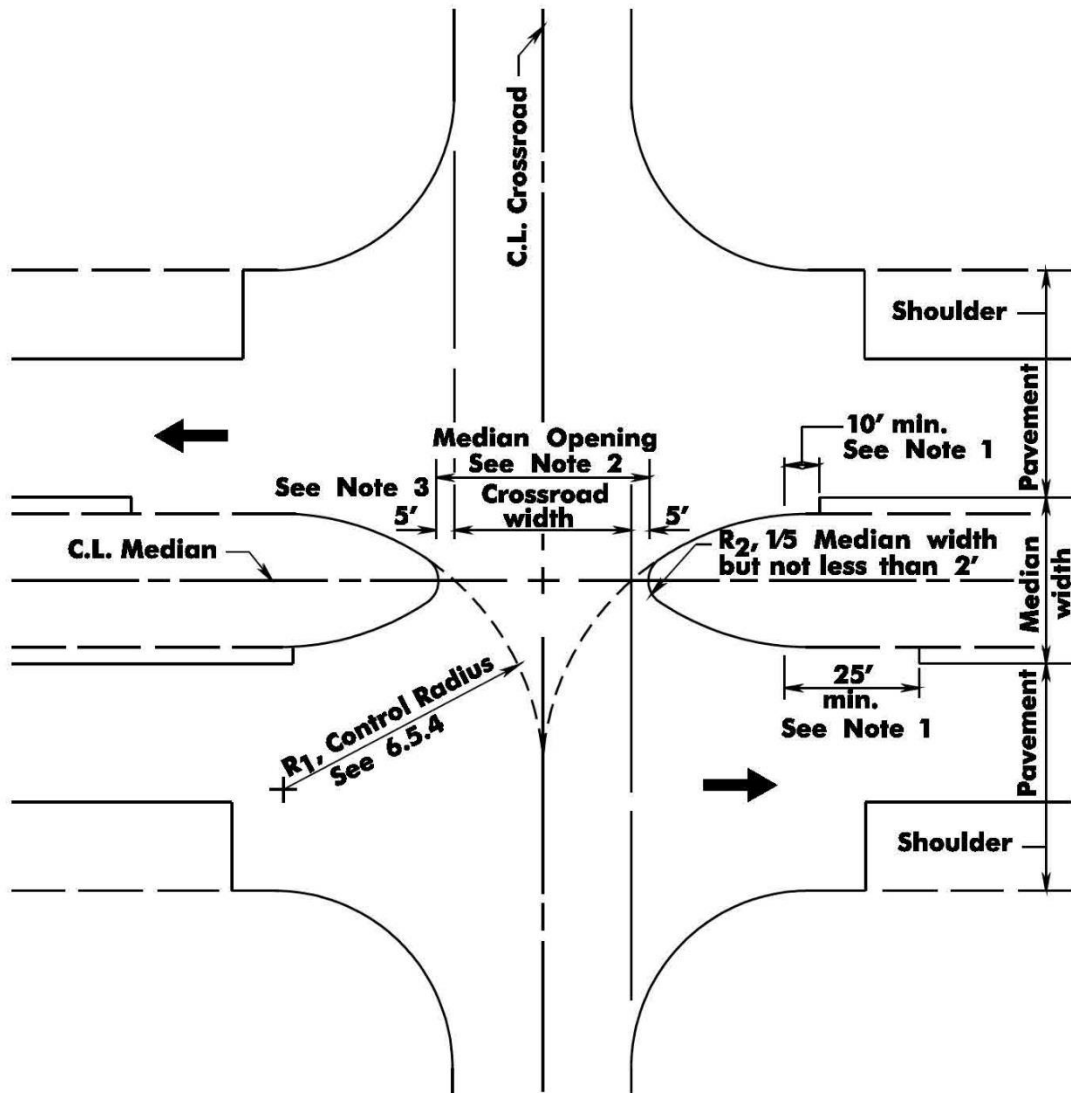 C.L. Crossroad
Shoulder
Pavement
10' min.
See Note 1
Median Opening
See Note 2
See Note 3
5'
Crossroad
width
5'
C.L. Median
R2, 1/5 Median width
but not less than 2'
Median
width
R1, Control Radius
See 6.5.4
25'
min.
See Note 1
Pavement
Shoulder